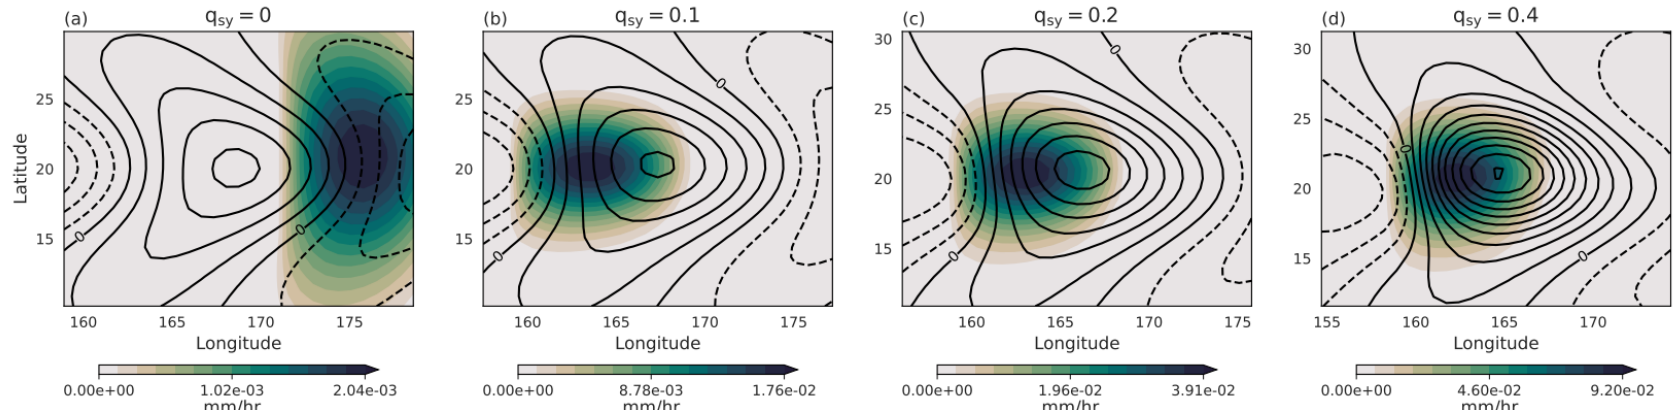 (a) q_sy = 0
(b) q_sy = 0.1
(c) q_sy = 0.2
(d) q_sy = 0.4
Latitude
25
20
15
0
0
160 165 170 175
Longitude
0.00e+00 1.02e-03 2.04e-03
mm/hr
25
20
15
0
0
160 165 170 175
Longitude
0.00e+00 8.78e-03 1.76e-02
mm/hr
30
25
20
15
0
0
160 165 170 175
Longitude
0.00e+00 1.96e-02 3.91e-02
mm/hr
30
25
20
15
0
0
155 160 165 170
Longitude
0.00e+00 4.60e-02 9.20e-02
mm/hr